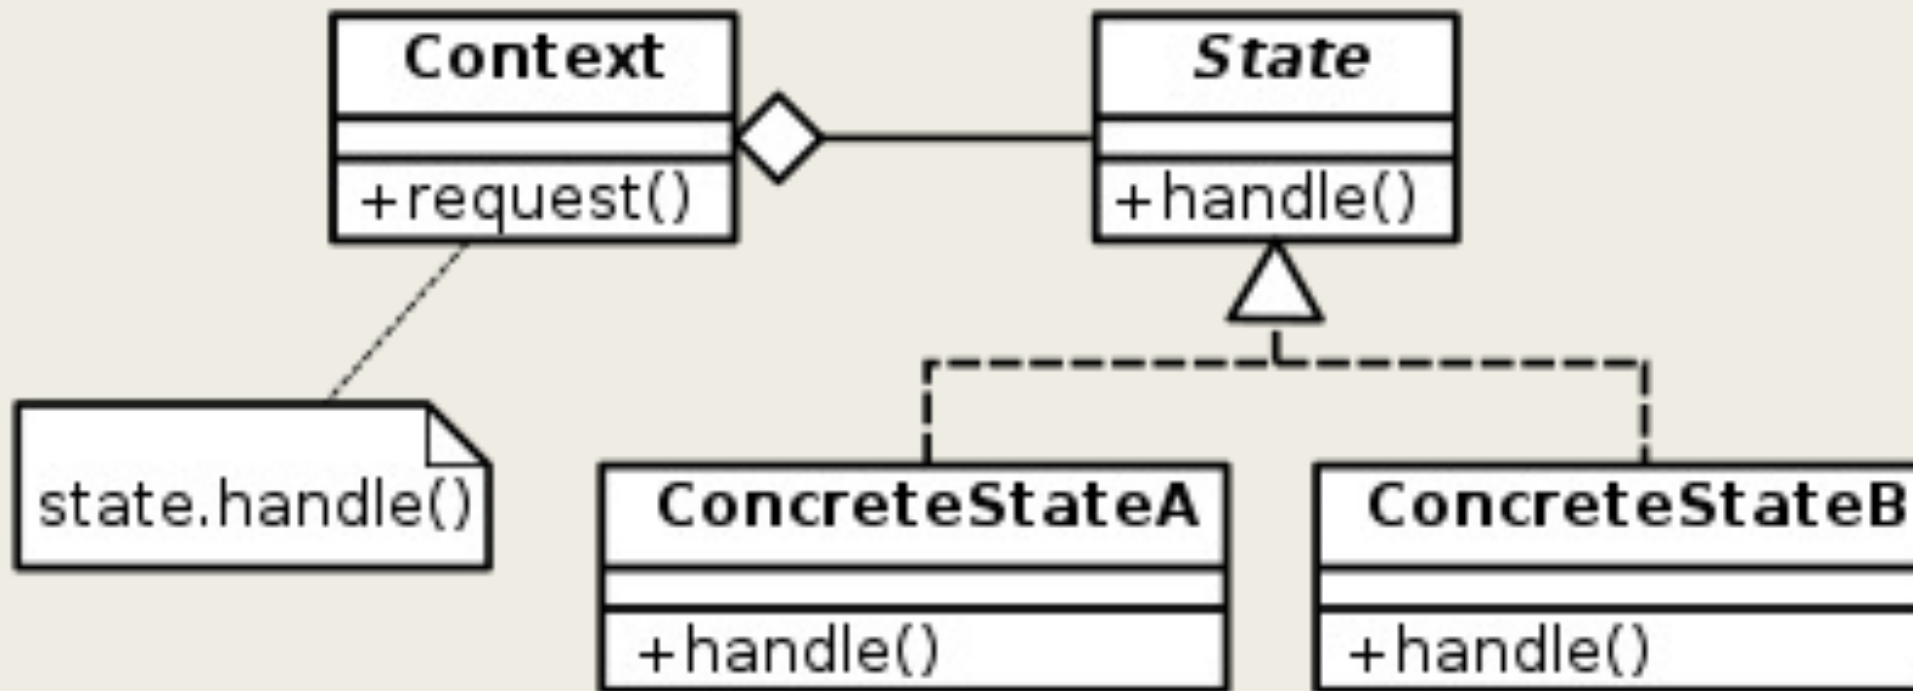 Context
State
+request()
+handle()
state.handle()
ConcreteStateA
ConcreteStateB
+handle()
+handle()